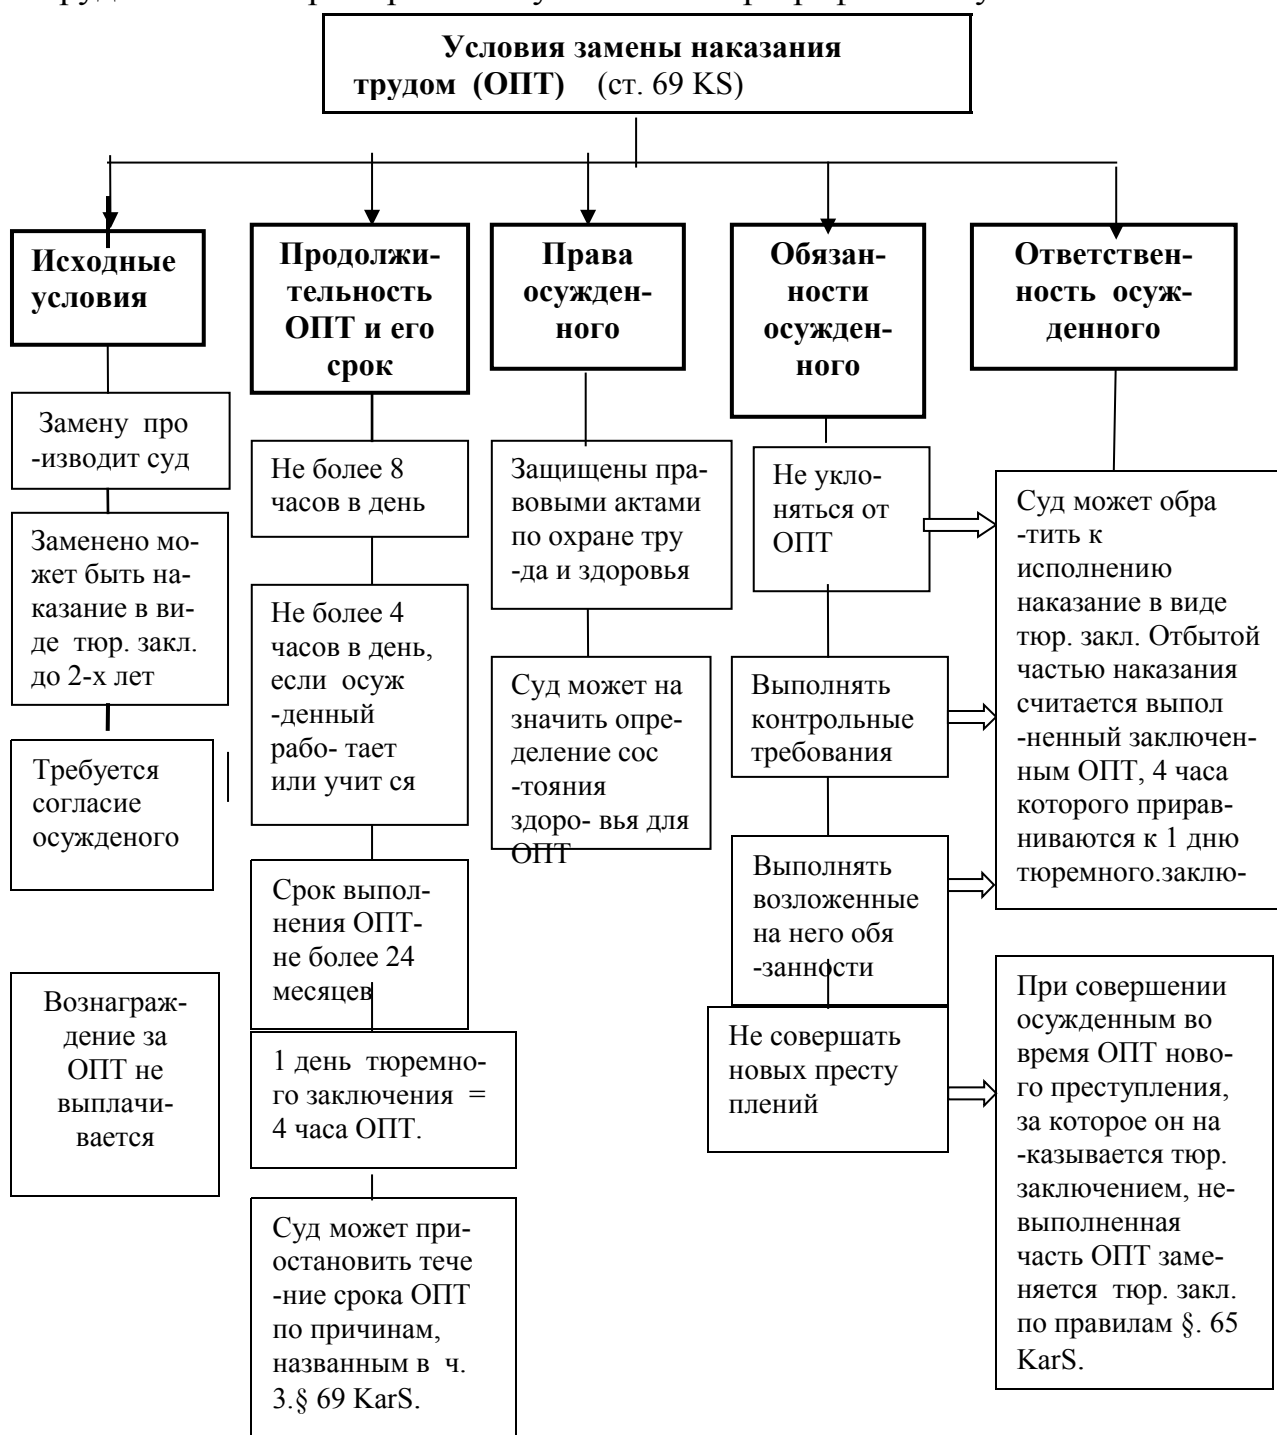 Условия замены наказания
трудом (ОПТ) (ст. 69 KS)
Исходные
условия
Замену про
-изводит суд
Заменено мо-
жет быть на-
казание в ви-
де тюр. закл.
до 2-х лет
Требуется
согласие
осужденого
Вознаграж-
дение за
ОПТ не
выплачи-
вается
Продолжи-
тельность
ОПТ и его
срок
Не более 8
часов в день
Не более 4
часов в день,
если осуж
-денный
рабо- тает
или учит ся
Срок выпол-
нения ОПТ-
не более 24
месяцев
1 день тюремно-
го заключения =
4 часа ОПТ.
Суд может при-
остановить тече
-ние срока ОПТ
по причинам,
названным в ч.
3.§ 69 KarS.
Права
осужден-
ного
Защищены пра-
вовыми актами
по охране тру
-да и здоровья
Суд может на
значить опре-
деление сос
-тояния
здоро- вья для
ОПТ
Обязан-
ности
осужден-
ного
Не укло-
няться от
ОПТ
Выполнять
контрольные
требования
Выполнять
возложенные
на него обя
-занности
Не совершать
новых престу
плений
Ответствен-
ность осуж-
денного
Суд может обра
-тить к
исполнению
наказание в виде
тюр. закл. Отбытой
частью наказания
считается выпол
-ненный заключен-
ным ОПТ, 4 часа
которого прирав-
ниваются к 1 дню
тюремного.заклю-
При совершении
осужденным во
время ОПТ ново-
го преступления,
за которое он на
-казывается тюр.
заключением, не-
выполненная
часть ОПТ заме-
няется тюр. закл.
по правилам §. 65
KarS.